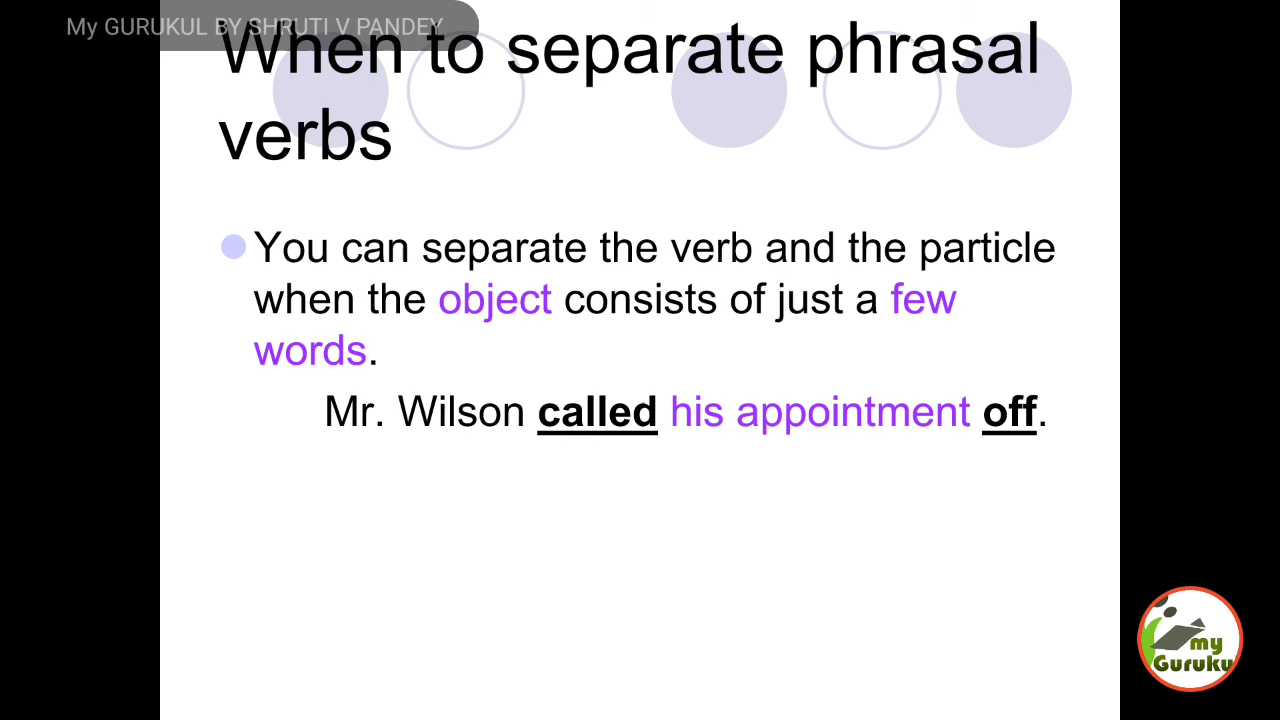 My GURUKUL BY SHRUTI V PANDEY
When to separate phrasal
verbs
You can separate the verb and the particle
when the object consists of just a few
words.
Mr. Wilson called his appointment off.
my
Guruku